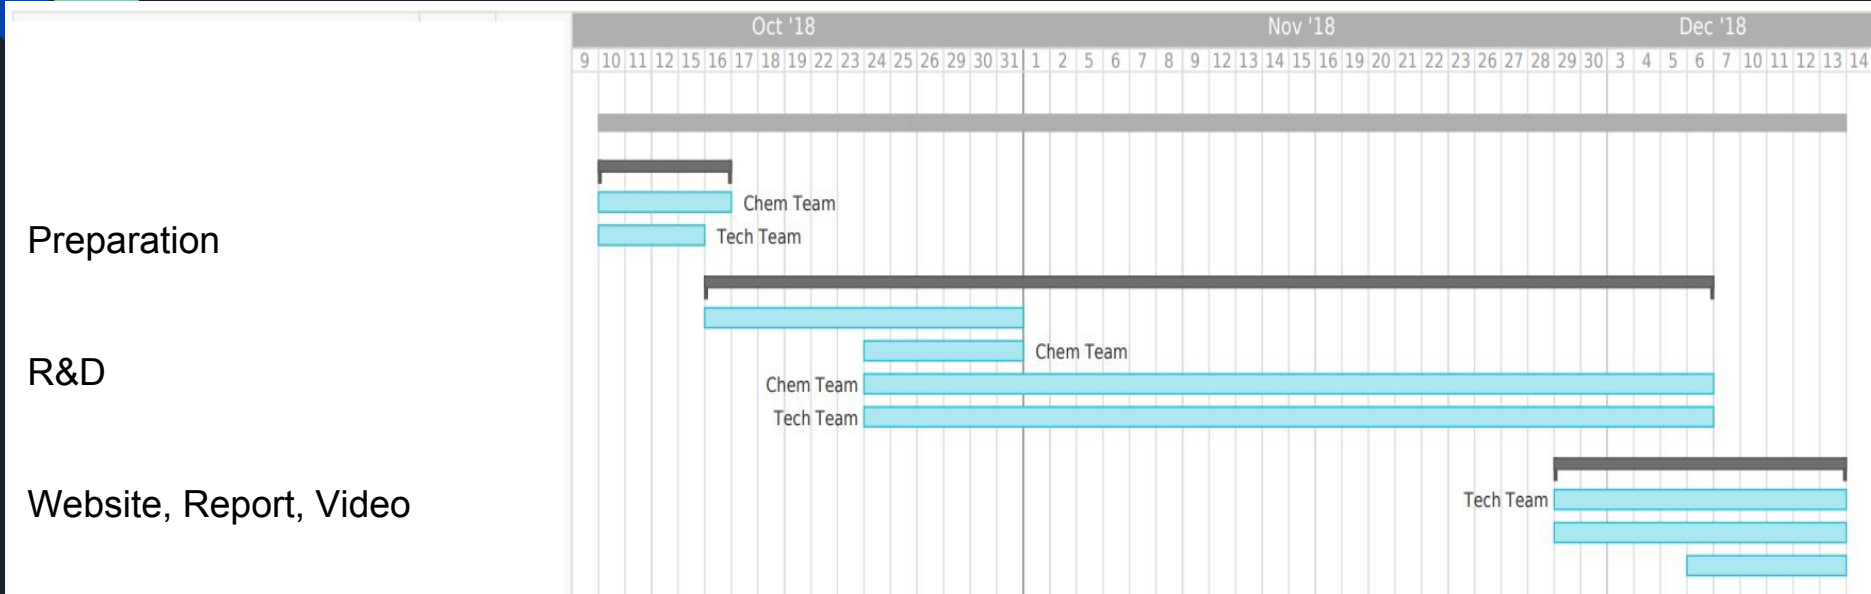 Oct '18 Nov '18 Dec '18
9 10 11 12 15 16 17 18 19 22 23 24 25 26 29 30 31 1 2 5 6 7 8 9 12 13 14 15 16 19 20 21 22 23 26 27 28 29 30 3 4 5 6 7 10 11 12 13 14
Chem Team
Preparation
Tech Team
Chem Team
R&D
Chem Team
Tech Team
Website, Report, Video
Tech Team